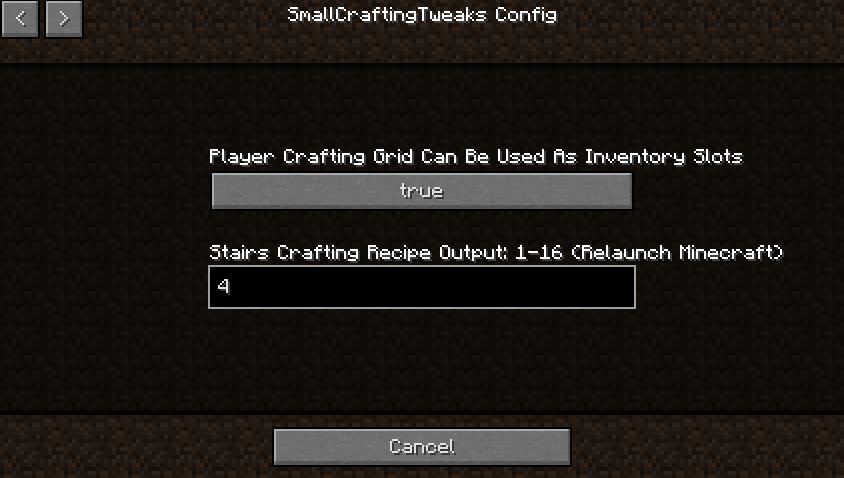 < >
SmallCraftingTweaks Config
Player Crafting Grid Can Be Used As Inventory Slots
true
Stairs Crafting Recipe Output: 1-16 (Relaunch Minecraft)
4
Cancel